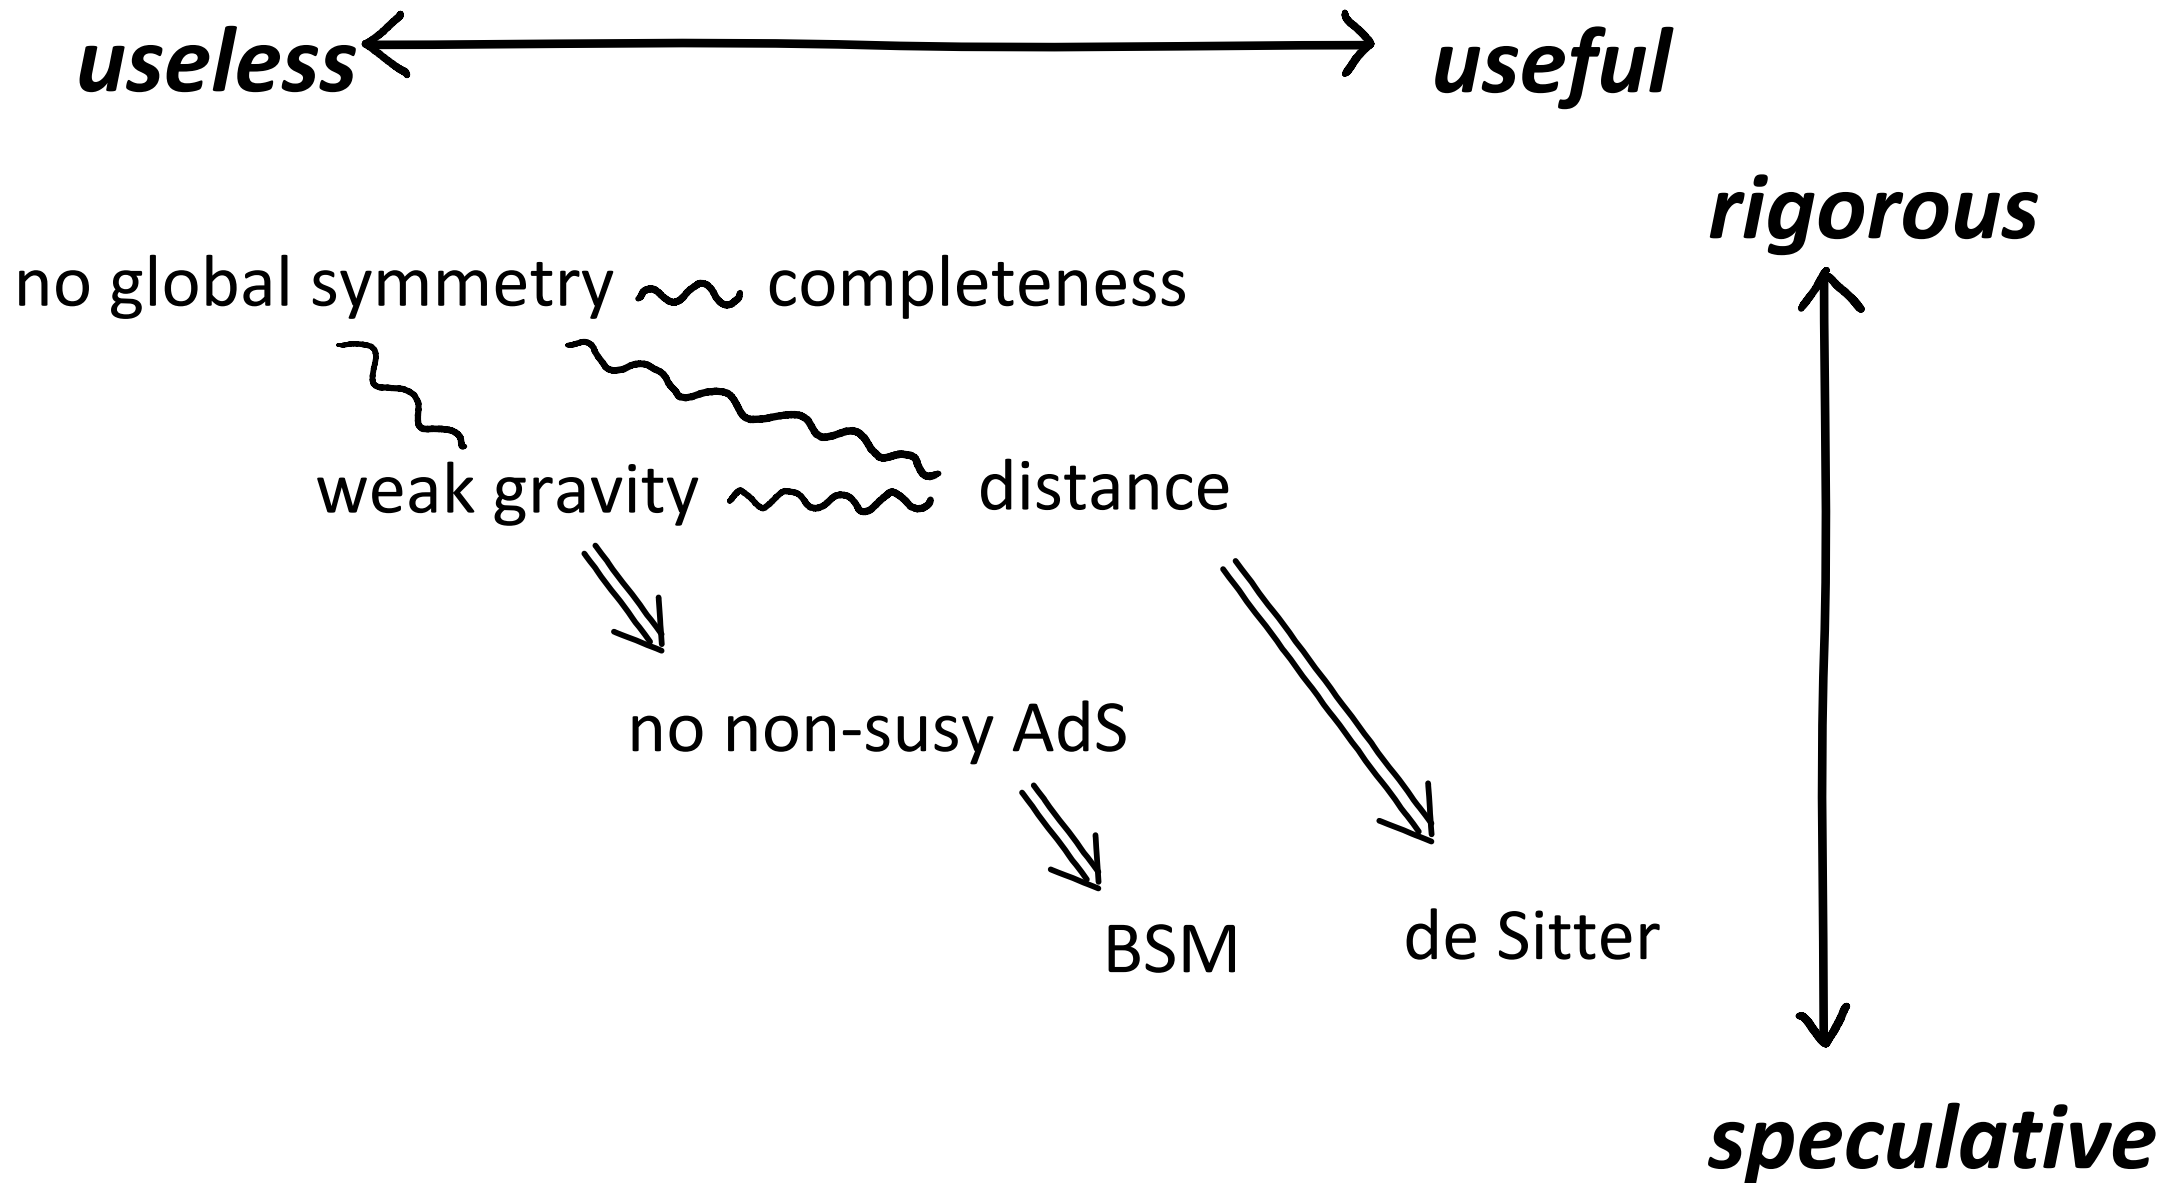 useless useful
rigorous
no global symmetry completeness
weak gravity distance
no non-susy AdS
BSM de Sitter
speculative